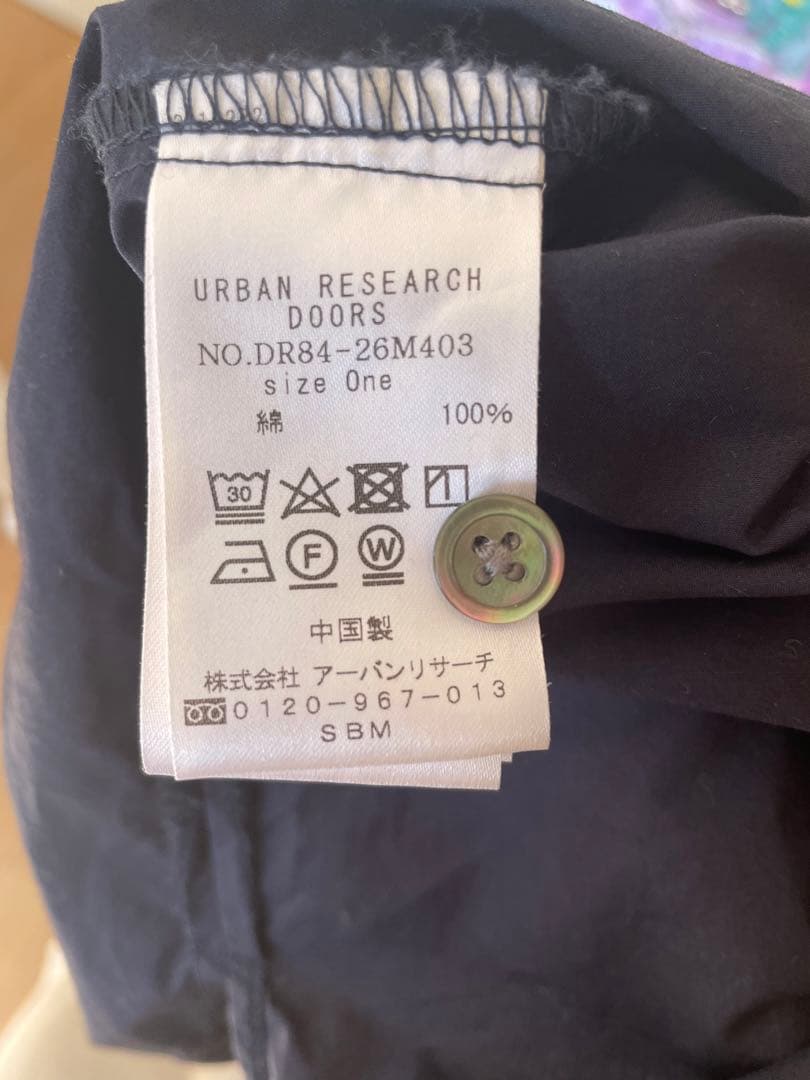 URBAN RESEARCH
DOORS
NO.DR84-26M403
size One
綿 100%
30
F W
中国製
株式会社 アーバンリサーチ
0120-967-013
SBM